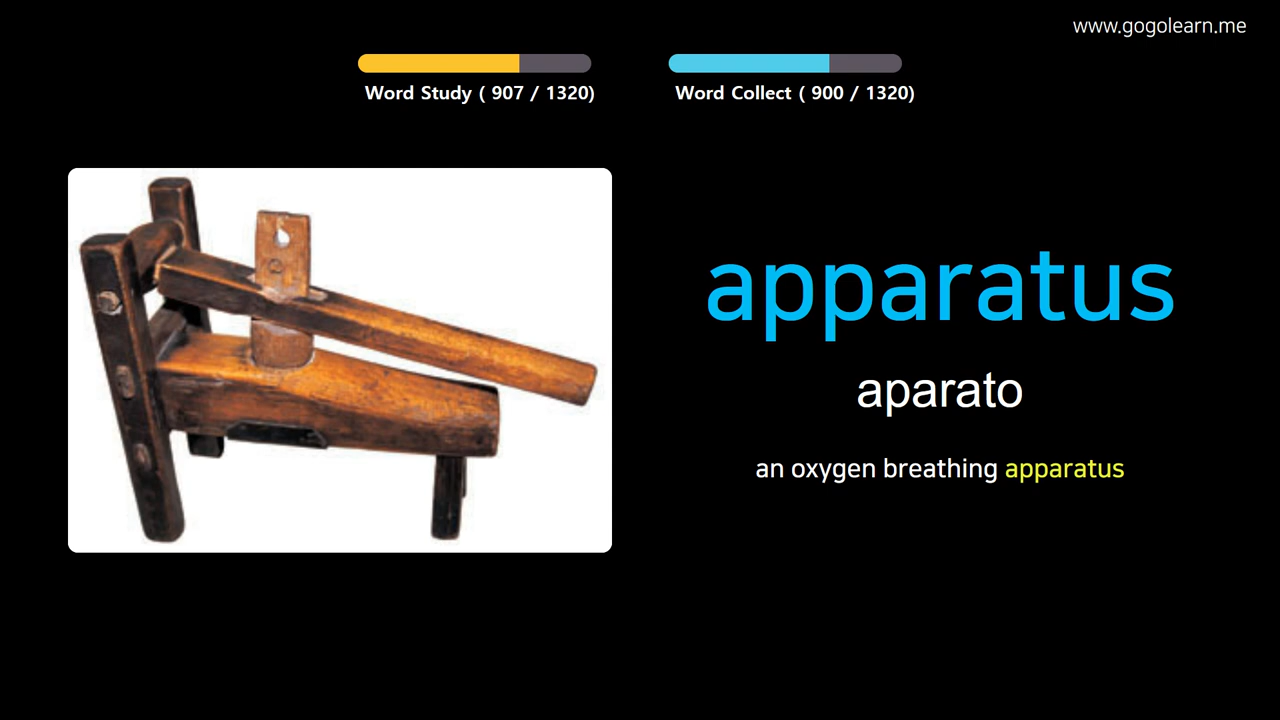 www.gogolearn.me
Word Study ( 907 / 1320)
Word Collect ( 900 / 1320)
apparatus
aparato
an oxygen breathing apparatus